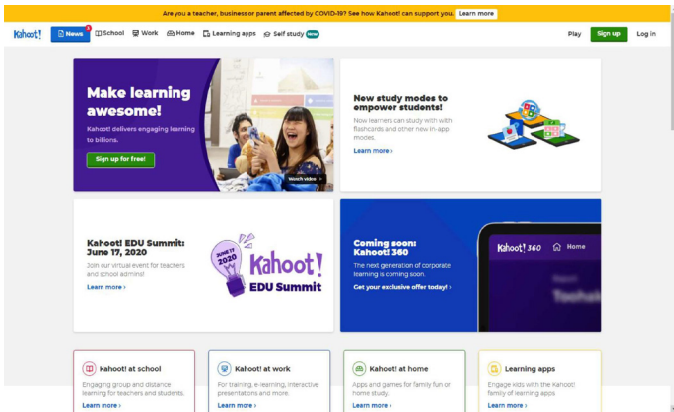 Are you a teacher, businessor parent affected by COVID-19? See how Kahoot! can support you. Learn more
Kahoot! News School Work Home Learning apps Self study New Play Sign up Log in
Make learning
awesome!
Kahoot! delivers engaging learning
to billions.
Sign up for free!
Watch video >
New study modes to
empower students!
Now learners can study with with
flashcards and other new in-app
modes.
Learn more ›
Kahoot! EDU Summit:
June 17, 2020
Join our virtual event for teachers
and school admins!
Learn more ›
JUNE 17
2020
Kahoot!
EDU Summit
Coming soon:
Kahoot! 360
The next generation of corporate
learning is coming soon.
Get your exclusive offer today! ›
Kahoot! 360 Home
Kahoot! at school
Engaging group and distance
learning for teachers and students.
Learn more ›
Kahoot! at work
For training, e-learning, interactive
presentations and more.
Learn more ›
Kahoot! at home
Apps and games for family fun or
home study.
Learn more ›
Learning apps
Engage kids with the Kahoot!
family of learning apps
Learn more ›